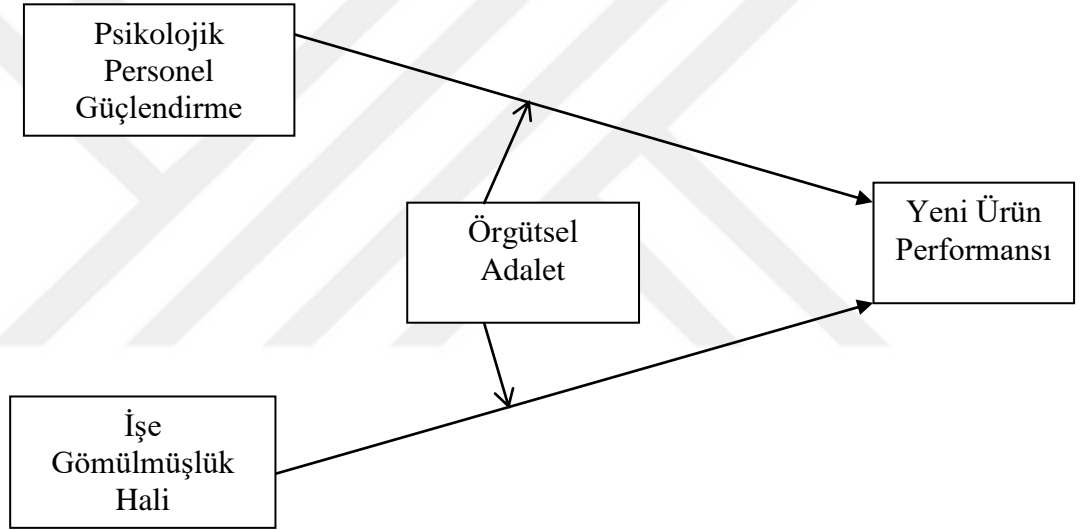 Psikolojik
Personel
Güçlendirme
Örgütsel
Adalet
Yeni Ürün
Performansı
İşe
Gömülmüşlük
Hali